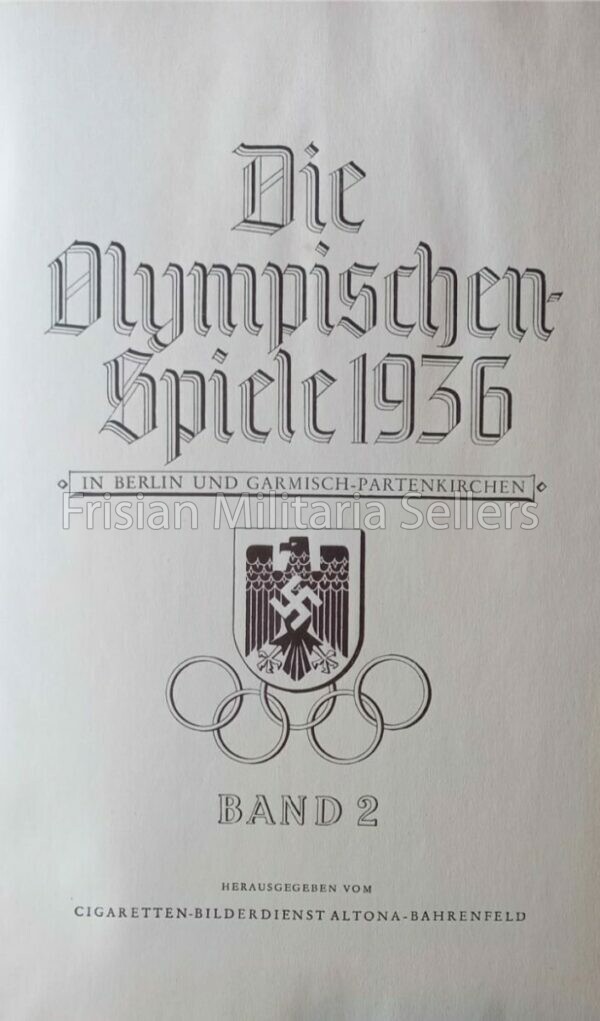 Die
Olympischen-
Spiele 1936
IN BERLIN UND GARMISCH-PARTENKIRCHEN
Frisian Militaria Sellers
BAND 2
HERAUSGEGEBEN VOM
CIGARETTEN-BILDERDIENST ALTONA-BAHRENFELD